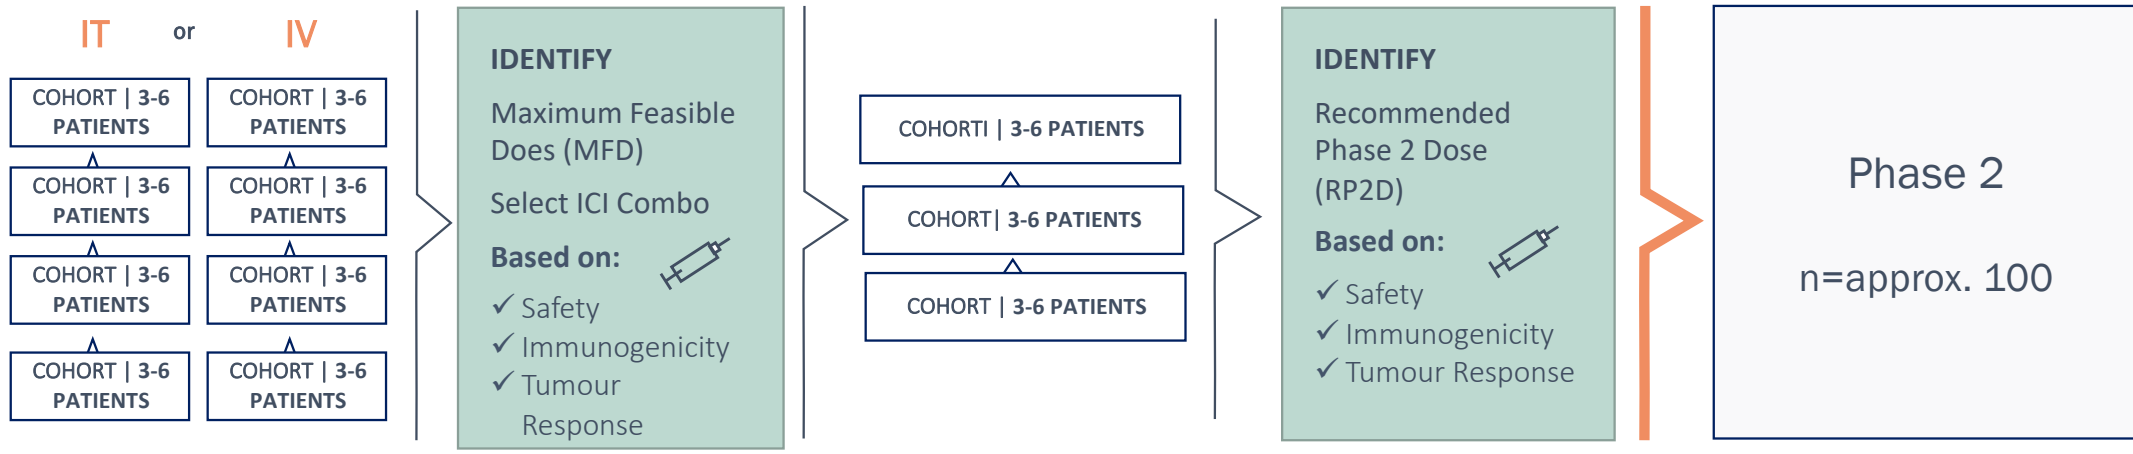 IT or IV
COHORT | 3-6
PATIENTS
COHORT | 3-6
PATIENTS
COHORT | 3-6
PATIENTS
COHORT | 3-6
PATIENTS
COHORT | 3-6
PATIENTS
COHORT | 3-6
PATIENTS
COHORT | 3-6
PATIENTS
COHORT | 3-6
PATIENTS
IDENTIFY
Maximum Feasible
Does (MFD)
Select ICI Combo
Based on:
✓ Safety
✓ Immunogenicity
✓ Tumour
Response
COHORTI | 3-6 PATIENTS
COHORT| 3-6 PATIENTS
COHORT | 3-6 PATIENTS
IDENTIFY
Recommended
Phase 2 Dose
(RP2D)
Based on:
✓ Safety
✓ Immunogenicity
✓ Tumour Response
Phase 2
n=approx. 100